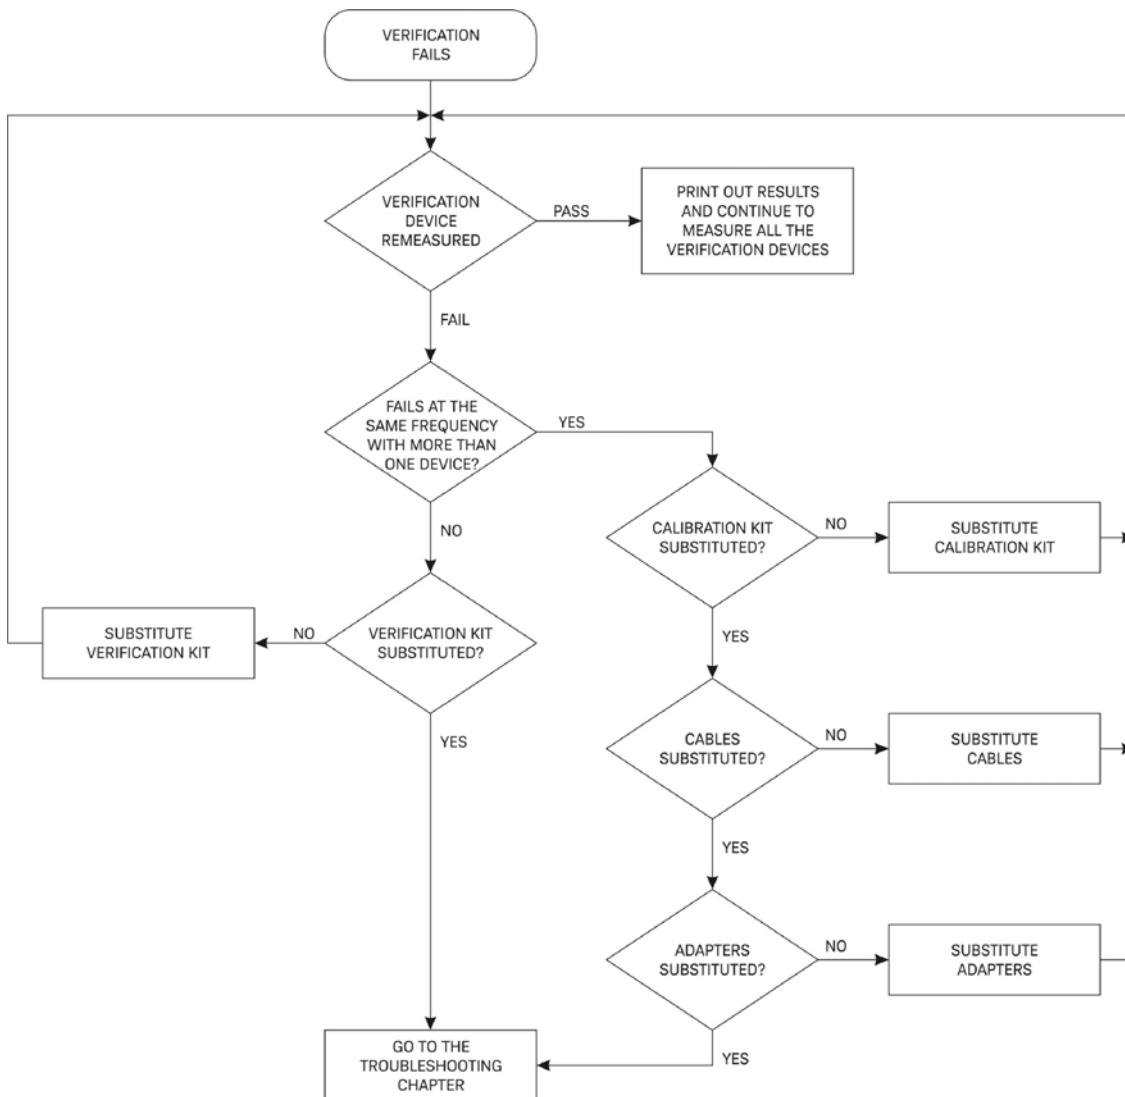 VERIFICATION
FAILS
VERIFICATION
DEVICE
REMEASURED
PASS
PRINT OUT RESULTS
AND CONTINUE TO
MEASURE ALL THE
VERIFICATION DEVICES
FAIL
FAILS AT THE
SAME FREQUENCY
WITH MORE THAN
ONE DEVICE?
YES
NO
CALIBRATION KIT
SUBSTITUTED?
NO
SUBSTITUTE
CALIBRATION KIT
SUBSTITUTE
VERIFICATION KIT
NO
VERIFICATION KIT
SUBSTITUTED?
YES
YES
CABLES
SUBSTITUTED?
NO
SUBSTITUTE
CABLES
YES
ADAPTERS
SUBSTITUTED?
NO
SUBSTITUTE
ADAPTERS
GO TO THE
TROUBLESHOOTING
CHAPTER
YES